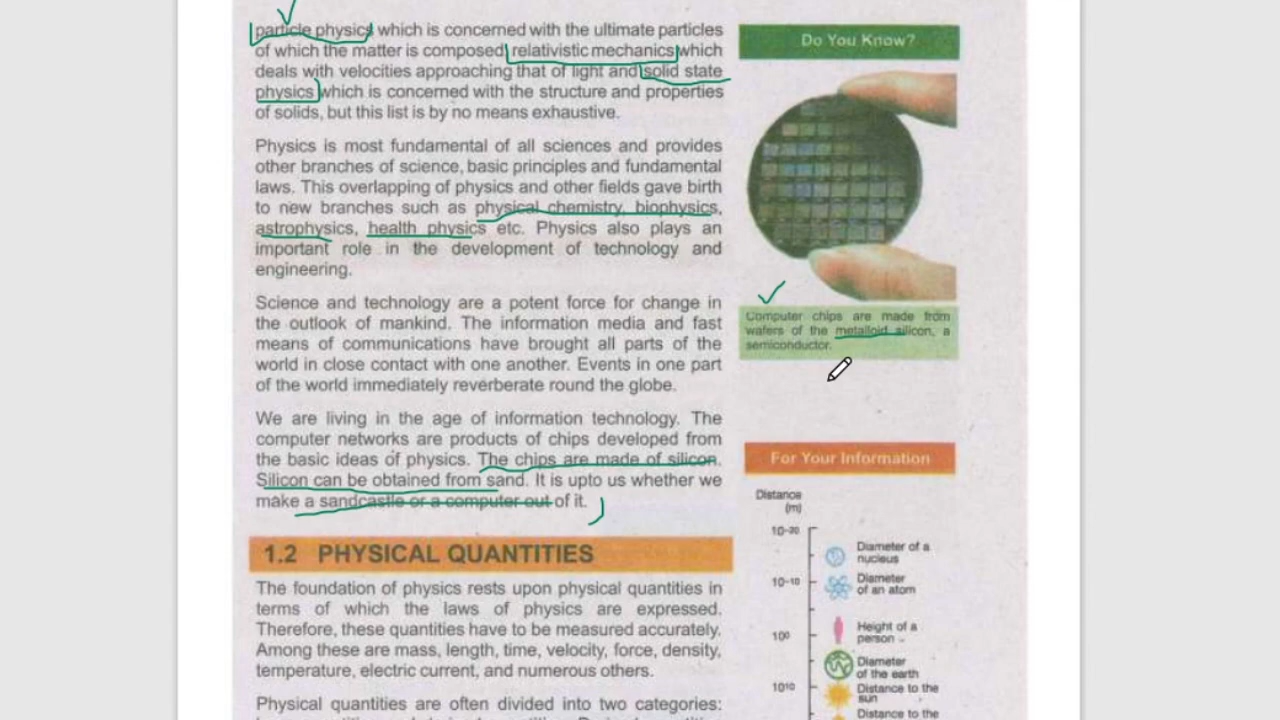 particle physics which is concerned with the ultimate particles
of which the matter is composed, relativistic mechanics which
deals with velocities approaching that of light and solid state
physics which is concerned with the structure and properties
of solids, but this list is by no means exhaustive.
Physics is most fundamental of all sciences and provides
other branches of science, basic principles and fundamental
laws. This overlapping of physics and other fields gave birth
to new branches such as physical chemistry, biophysics,
astrophysics, health physics etc. Physics also plays an
important role in the development of technology and
engineering.
Science and technology are a potent force for change in
the outlook of mankind. The information media and fast
means of communications have brought all parts of the
world in close contact with one another. Events in one part
of the world immediately reverberate round the globe.
We are living in the age of information technology. The
computer networks are products of chips developed from
the basic ideas of physics. The chips are made of silicon.
Silicon can be obtained from sand. It is upto us whether we
make a sandcastle or a computer out of it.
1.2 PHYSICAL QUANTITIES
The foundation of physics rests upon physical quantities in
terms of which the laws of physics are expressed.
Therefore, these quantities have to be measured accurately.
Among these are mass, length, time, velocity, force, density,
temperature, electric current, and numerous others.
Physical quantities are often divided into two categories:
Do You Know?
Computer chips are made from
wafers of the metalloid silicon, a
semiconductor.
For Your Information
Distance
(m)
10-20
Diameter of a
nucleus
10-10
Diameter
of an atom
100
Height of a
person
Diameter
of the earth
1010
Distance to the
sun
Distance to the